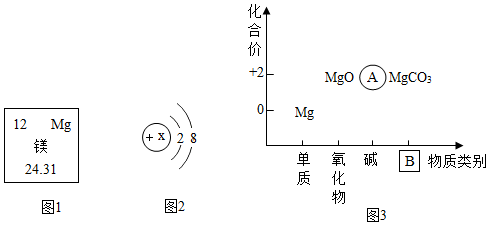 12 Mg
镁
24.31
图1
+x 2 8
图2
化合价
+2
0
MgO A MgCO₃
Mg
单质
氧化物
碱
B
物质类别
图3